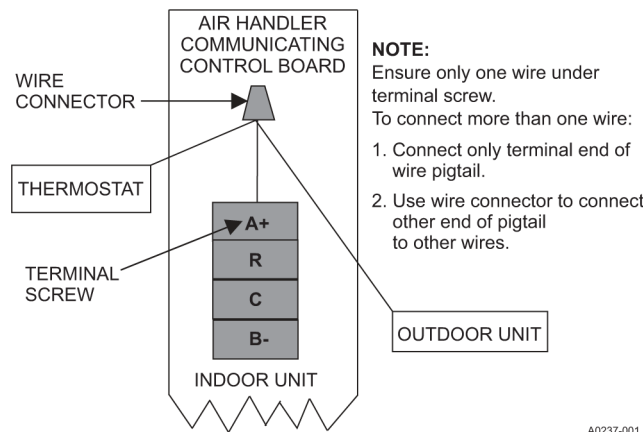 AIR HANDLER
COMMUNICATING
CONTROL BOARD
WIRE
CONNECTOR
THERMOSTAT
A+
R
C
B-
TERMINAL
SCREW
INDOOR UNIT
OUTDOOR UNIT
NOTE:
Ensure only one wire under
terminal screw.
To connect more than one wire:
1. Connect only terminal end of
wire pigtail.
2. Use wire connector to connect
other end of pigtail
to other wires.
A0237-001